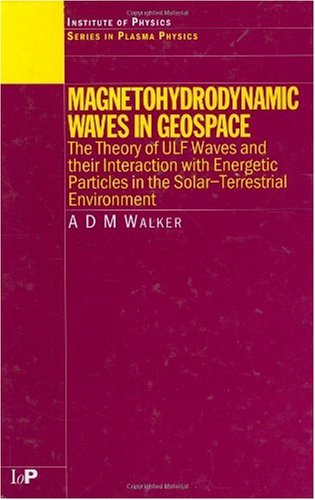 INSTITUTE OF PHYSICS
SERIES IN PLASMA PHYSICS
MAGNETOHYDRODYNAMIC
WAVES IN GEOSPACE
The Theory of ULF Waves and
their Interaction with Energetic
Particles in the Solar–Terrestrial
Environment
A D M WALKER
IoP